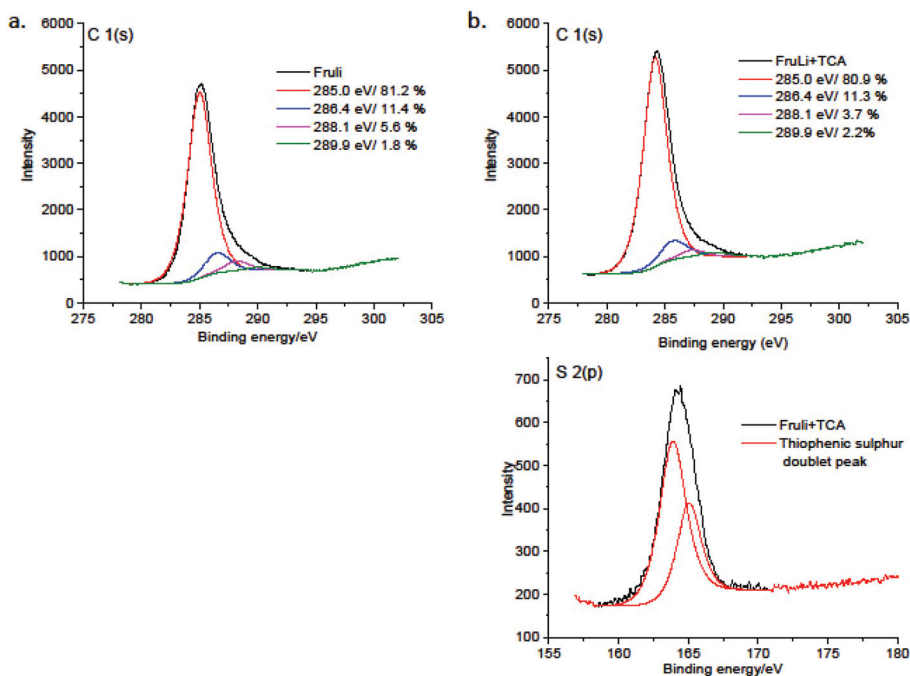 a.
C 1(s)
Fruli
285.0 eV/ 81.2 %
286.4 eV/ 11.4 %
288.1 eV/ 5.6 %
289.9 eV/ 1.8 %
6000
5000
4000
3000
2000
1000
0
Intensity
275 280 285 290 295 300 305
Binding energy/eV
b.
C 1(s)
FruLi+TCA
285.0 eV/ 80.9 %
286.4 eV/ 11.3 %
288.1 eV/ 3.7 %
289.9 eV/ 2.2%
6000
5000
4000
3000
2000
1000
0
Intensity
275 280 285 290 295 300 305
Binding energy (eV)
S 2(p)
Fruli+TCA
Thiophenic sulphur
doublet peak
700
600
500
400
300
200
100
Intensity
155 160 165 170 175 180
Binding energy/eV